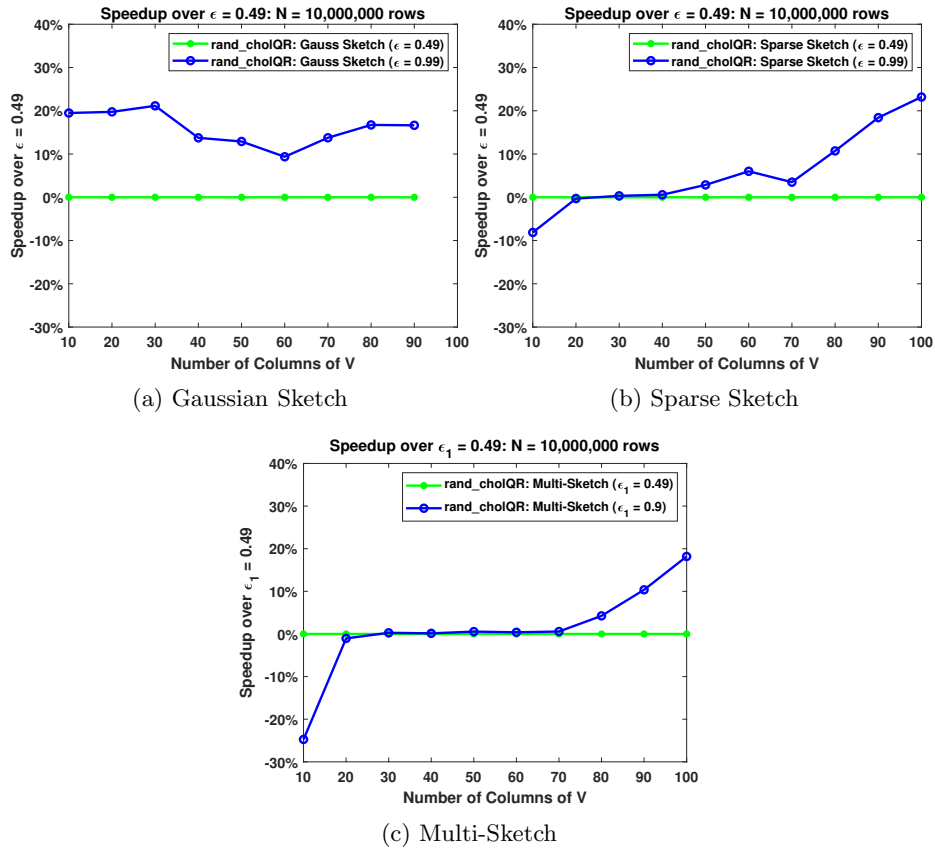 Speedup over ϵ = 0.49: N = 10,000,000 rows
rand_cholQR: Gauss Sketch (ϵ = 0.49)
rand_cholQR: Gauss Sketch (ϵ = 0.99)
Speedup over ϵ = 0.49
40%
30%
20%
10%
0%
-10%
-20%
-30%
10 20 30 40 50 60 70 80 90 100
Number of Columns of V
(a) Gaussian Sketch
Speedup over ϵ = 0.49: N = 10,000,000 rows
rand_cholQR: Sparse Sketch (ϵ = 0.49)
rand_cholQR: Sparse Sketch (ϵ = 0.99)
Speedup over ϵ = 0.49
40%
30%
20%
10%
0%
-10%
-20%
-30%
10 20 30 40 50 60 70 80 90 100
Number of Columns of V
(b) Sparse Sketch
Speedup over ϵ₁ = 0.49: N = 10,000,000 rows
rand_cholQR: Multi-Sketch (ϵ₁ = 0.49)
rand_cholQR: Multi-Sketch (ϵ₁ = 0.9)
Speedup over ϵ₁ = 0.49
40%
30%
20%
10%
0%
-10%
-20%
-30%
10 20 30 40 50 60 70 80 90 100
Number of Columns of V
(c) Multi-Sketch